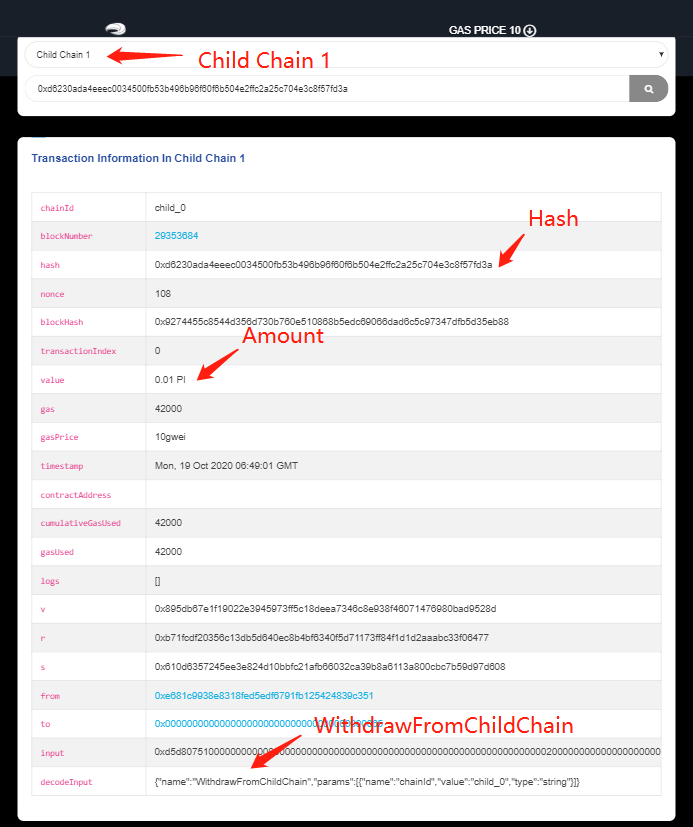 GAS PRICE 10
Child Chain 1
Child Chain 1
0xd6230ada4eeec0034500fb53b496b96f60f6b504e2ffc2a25c704e3c8f57fd3a
Transaction Information In Child Chain 1
chainId child_0
blockNumber 29353684
Hash
hash 0xd6230ada4eeec0034500fb53b496b96f60f6b504e2ffc2a25c704e3c8f57fd3a
nonce 108
blockHash 0x9274455c8544d356d730b760e510868b5edc69066dad6c5c97347dfb5d35eb88
Amount
transactionIndex 0
value 0.01 PI
gas 42000
gasPrice 10gwei
timestamp Mon, 19 Oct 2020 06:49:01 GMT
contractAddress
cumulativeGasUsed 42000
gasUsed 42000
logs []
v 0x895db67e1f19022e3945973ff5c18deea7346c8e938f46071476980bad9528d
r 0xb71fcdf20356c13db5d640ec8b4bf6340f5d71173ff84f1d1d2aaabc33f06477
s 0x610d6357245ee3e824d10bbfc21afb66032ca39b8a6113a800cbc7b59d97d608
from 0xe681c9938e8318fed5edf6791fb125424839c351
to
WithdrawFromChildChain
input
decodeInput {"name":"WithdrawFromChildChain","params":[{"name":"chainId","value":"child_0","type":"string"}]}